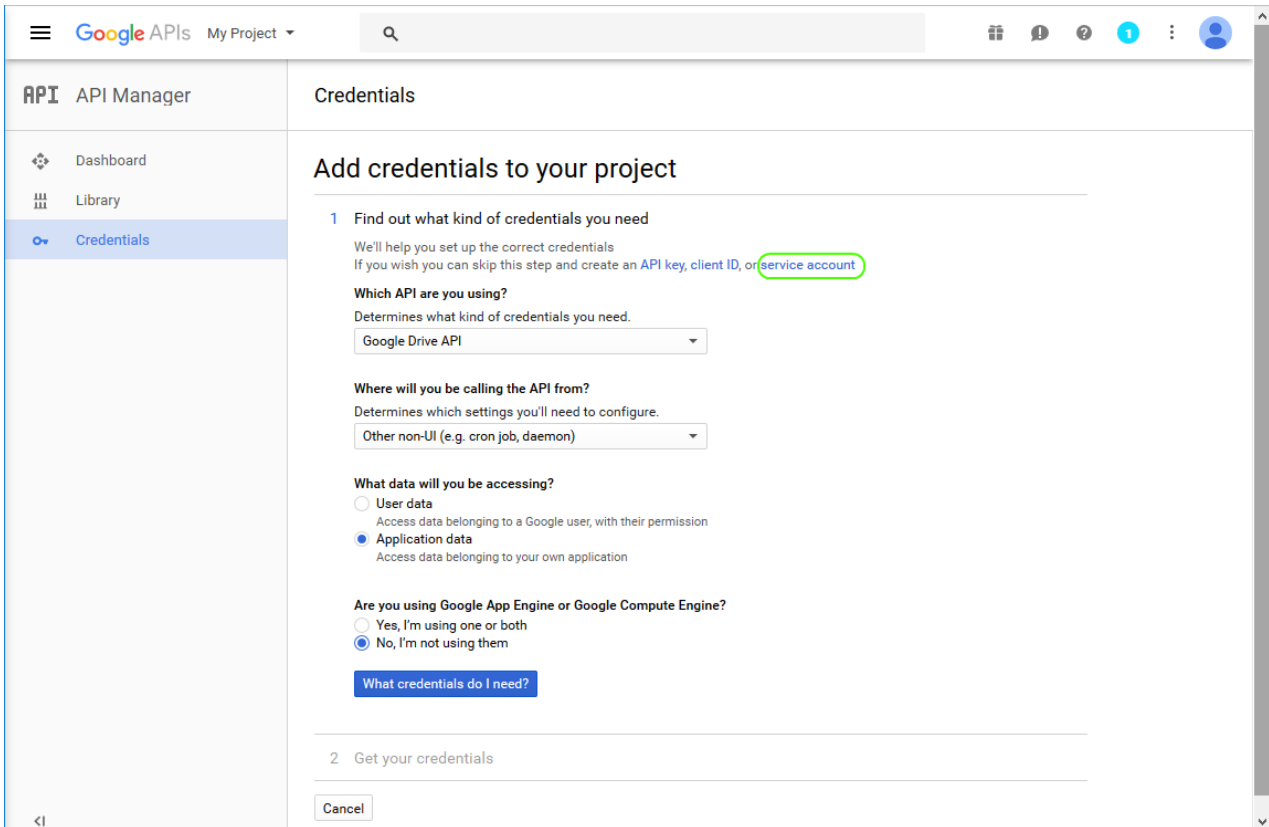 Google APIs My Project
1
API API Manager
Credentials
Dashboard
Library
Credentials
Add credentials to your project
1 Find out what kind of credentials you need
We'll help you set up the correct credentials
If you wish you can skip this step and create an API key, client ID, or service account
Which API are you using?
Determines what kind of credentials you need.
Google Drive API
Where will you be calling the API from?
Determines which settings you'll need to configure.
Other non-UI (e.g. cron job, daemon)
What data will you be accessing?
User data
Access data belonging to a Google user, with their permission
Application data
Access data belonging to your own application
Are you using Google App Engine or Google Compute Engine?
Yes, I'm using one or both
No, I'm not using them
What credentials do I need?
2 Get your credentials
Cancel